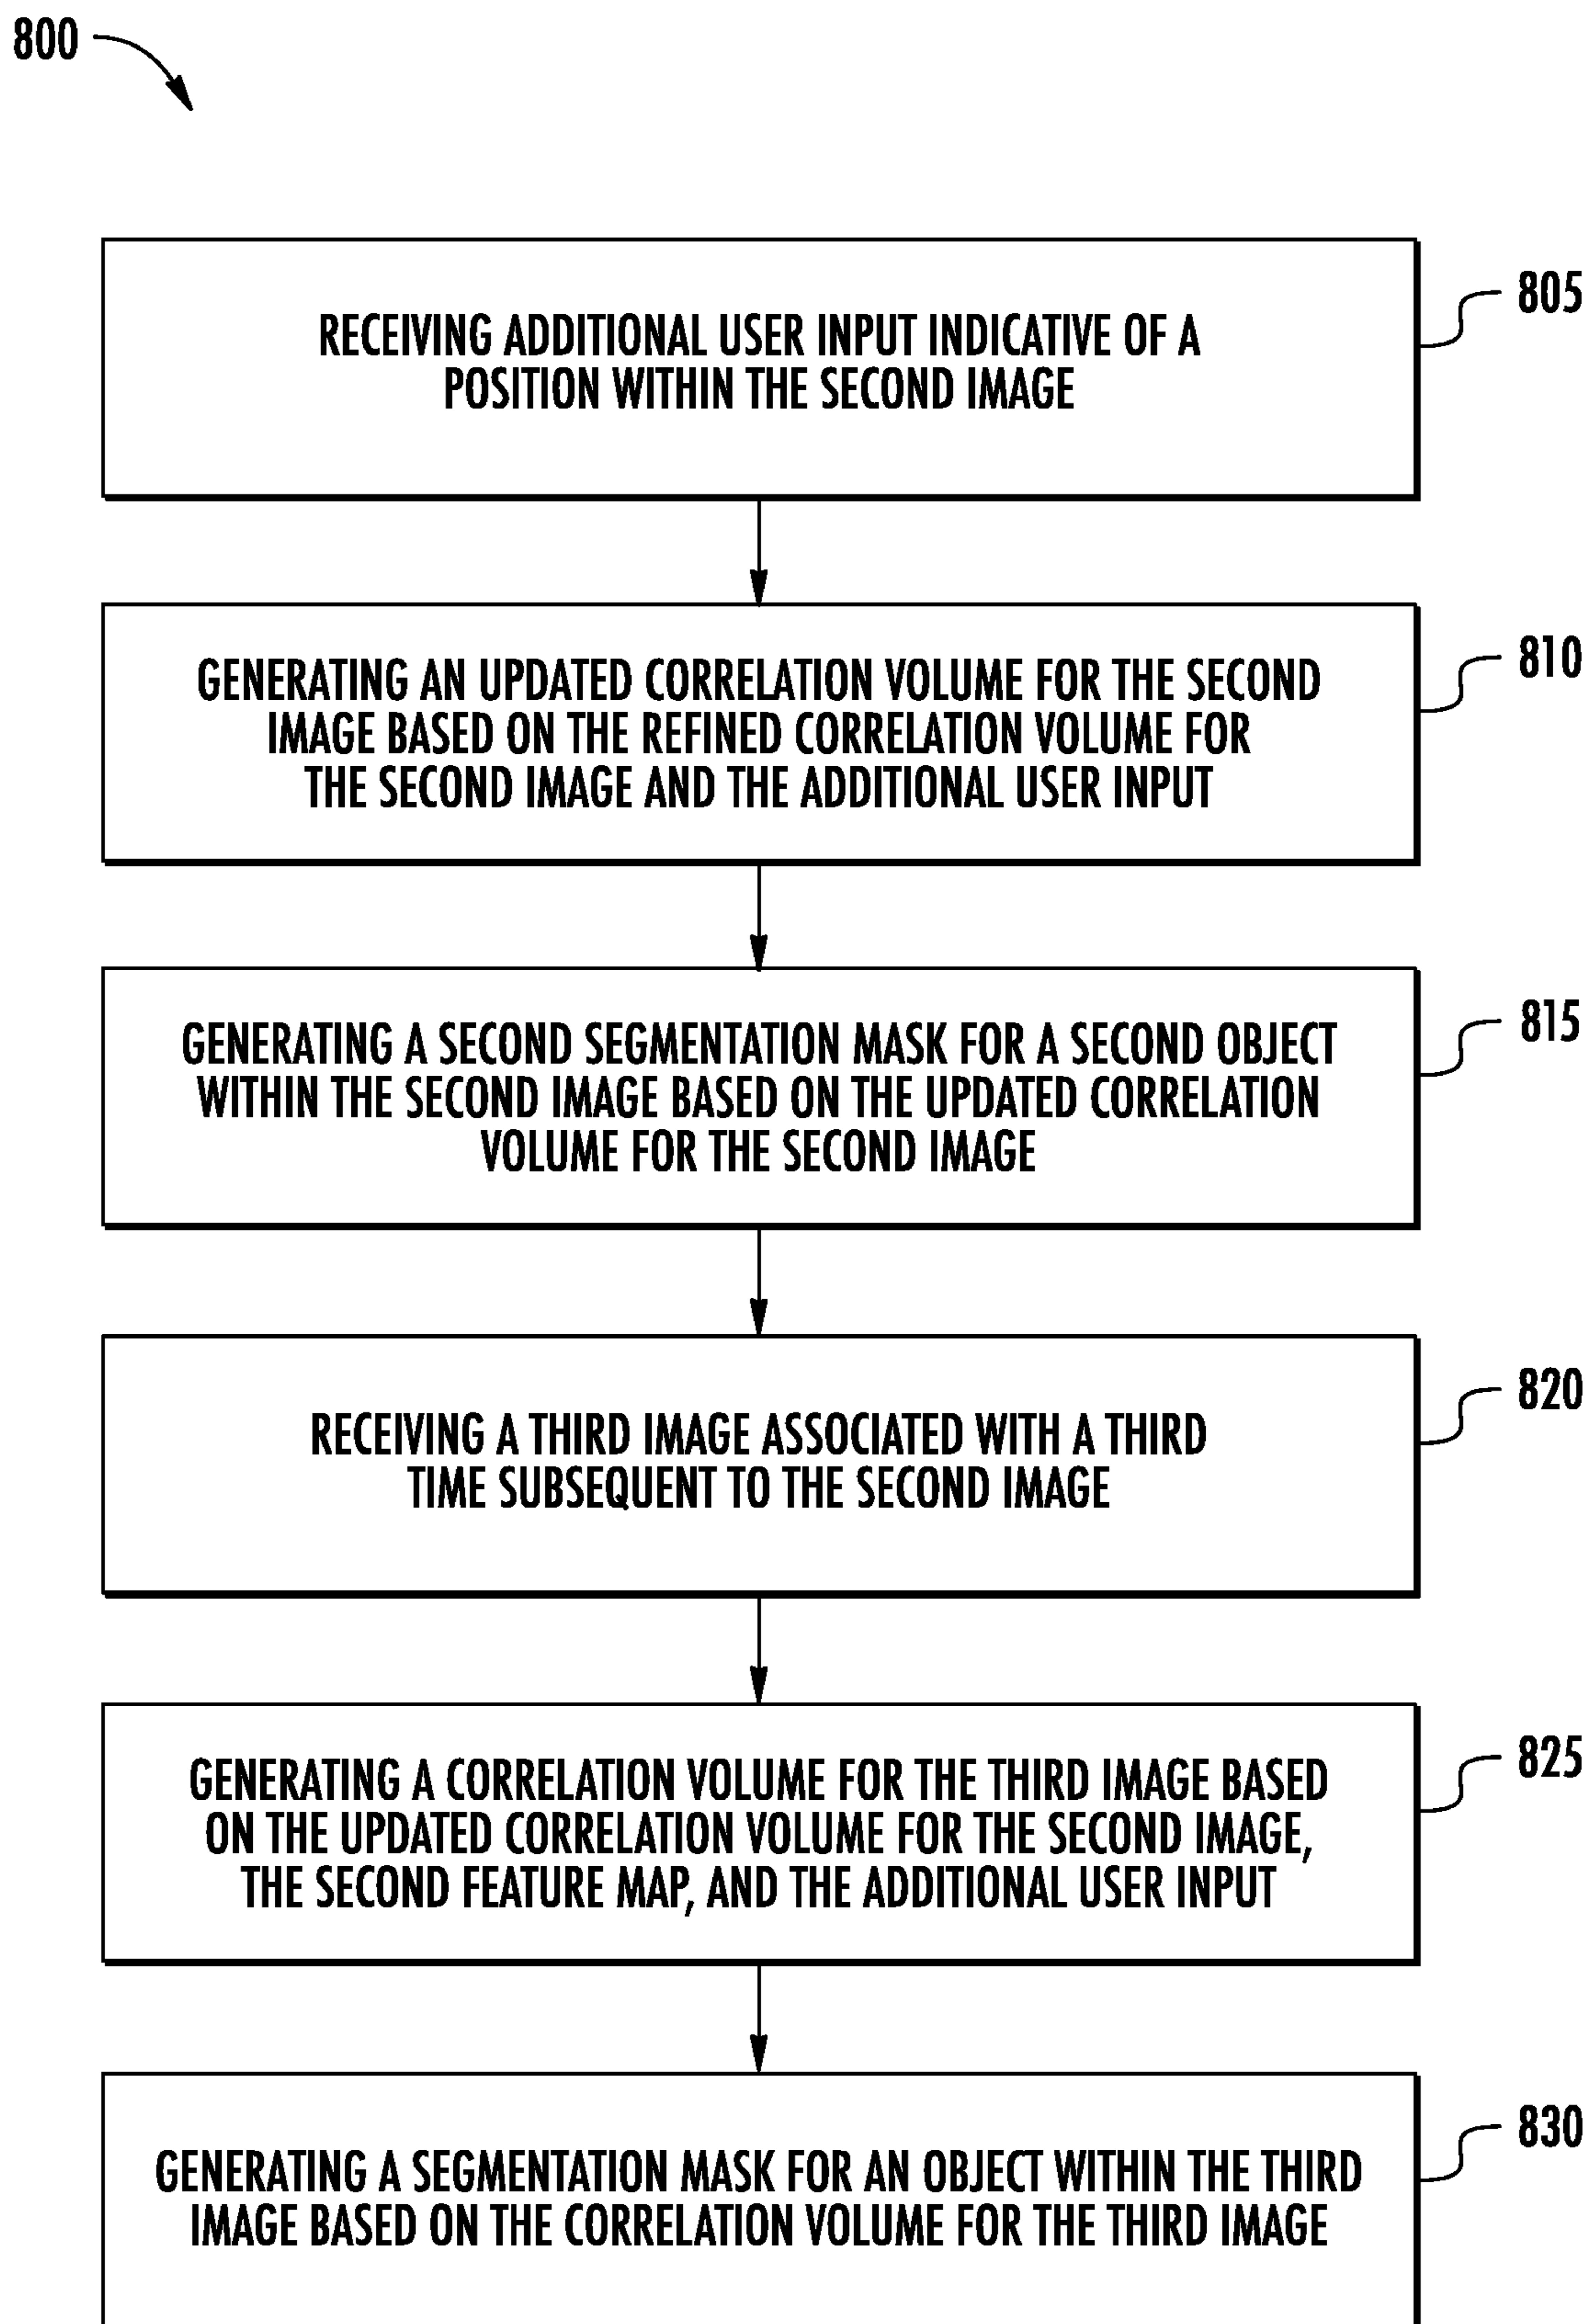 800
RECEIVING ADDITIONAL USER INPUT INDICATIVE OF A
POSITION WITHIN THE SECOND IMAGE
805
GENERATING AN UPDATED CORRELATION VOLUME FOR THE SECOND
IMAGE BASED ON THE REFINED CORRELATION VOLUME FOR
THE SECOND IMAGE AND THE ADDITIONAL USER INPUT
810
GENERATING A SECOND SEGMENTATION MASK FOR A SECOND OBJECT
WITHIN THE SECOND IMAGE BASED ON THE UPDATED CORRELATION
VOLUME FOR THE SECOND IMAGE
815
RECEIVING A THIRD IMAGE ASSOCIATED WITH A THIRD
TIME SUBSEQUENT TO THE SECOND IMAGE
820
GENERATING A CORRELATION VOLUME FOR THE THIRD IMAGE BASED
ON THE UPDATED CORRELATION VOLUME FOR THE SECOND IMAGE,
THE SECOND FEATURE MAP, AND THE ADDITIONAL USER INPUT
825
GENERATING A SEGMENTATION MASK FOR AN OBJECT WITHIN THE THIRD
IMAGE BASED ON THE CORRELATION VOLUME FOR THE THIRD IMAGE
830